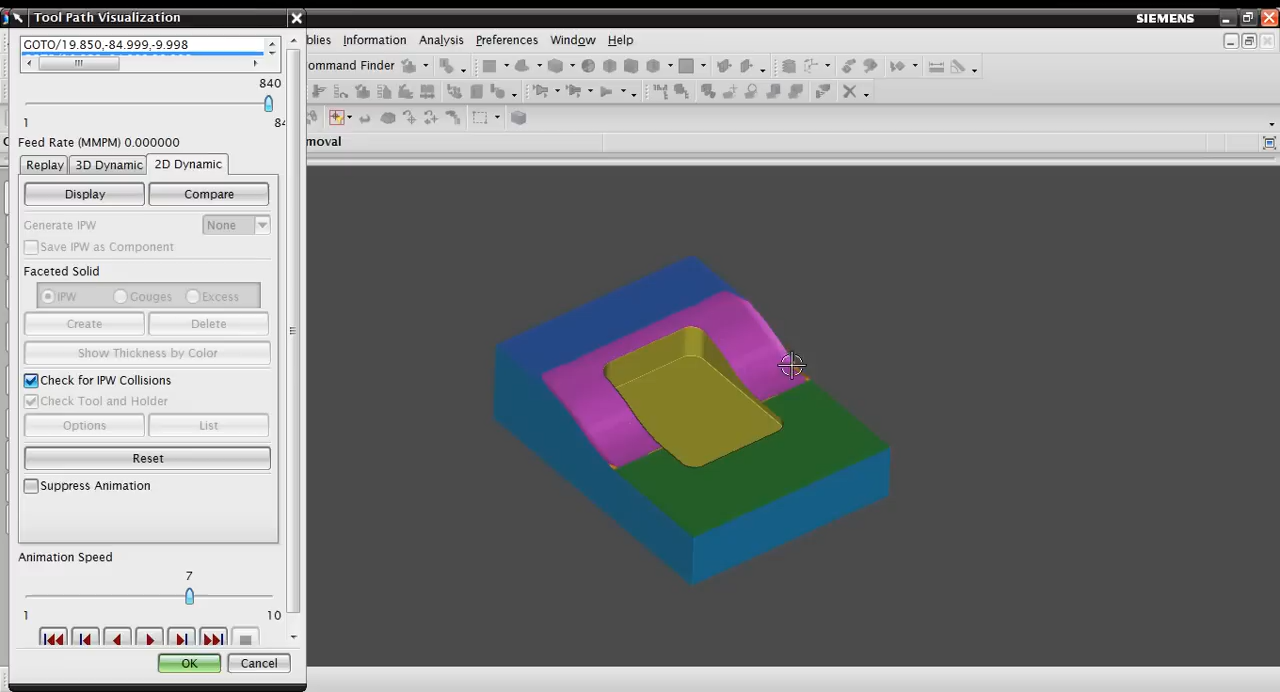 Tool Path Visualization
SIEMENS
GOTO/19.850,-84.999,-9.998
Information Analysis Preferences Window Help
ommand Finder
840
1
Feed Rate (MMPM) 0.000000
moval
Replay 3D Dynamic 2D Dynamic
Display Compare
Generate IPW None
Save IPW as Component
Faceted Solid
IPW Gouges Excess
Create Delete
Show Thickness by Color
Check for IPW Collisions
Check Tool and Holder
Options List
Reset
Suppress Animation
Animation Speed
7
1 10
OK Cancel